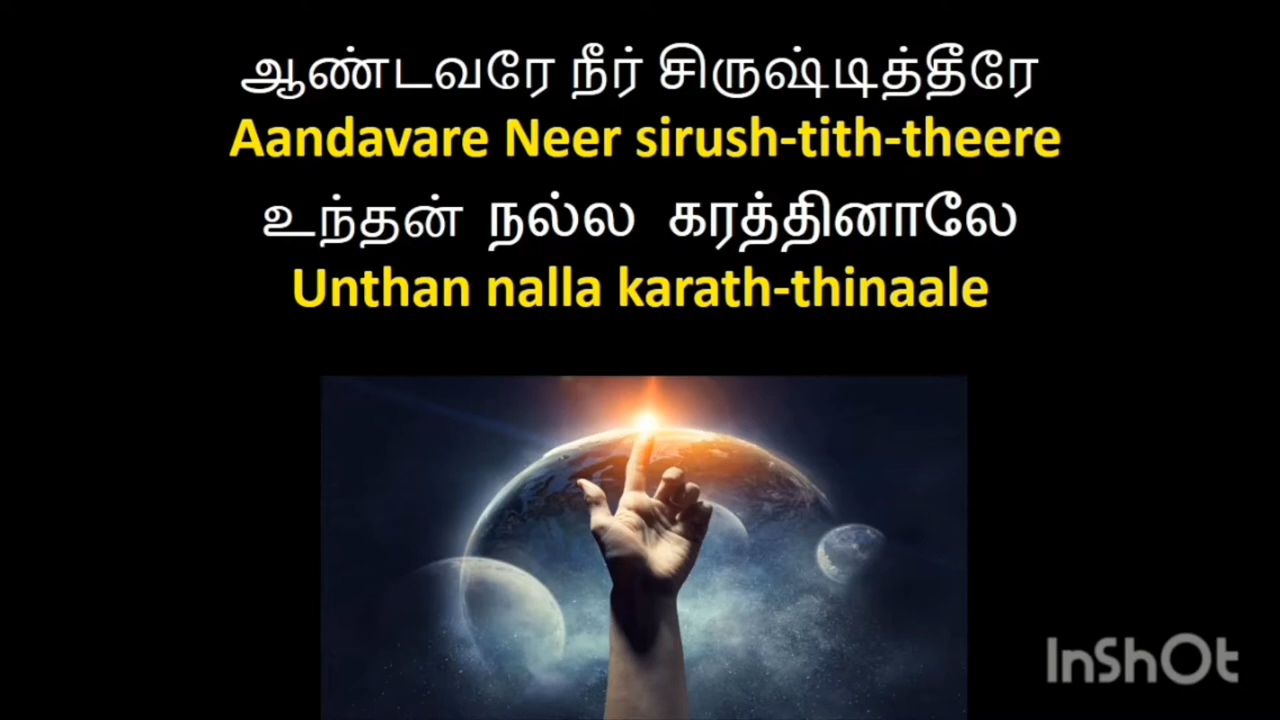 ஆண்டவரே நீர் சிருஷ்டித்தீரே
Aandavare Neer sirush-tith-theere
உந்தன் நல்ல கரத்தினாலே
Unthan nalla karath-thinaale
InShOt